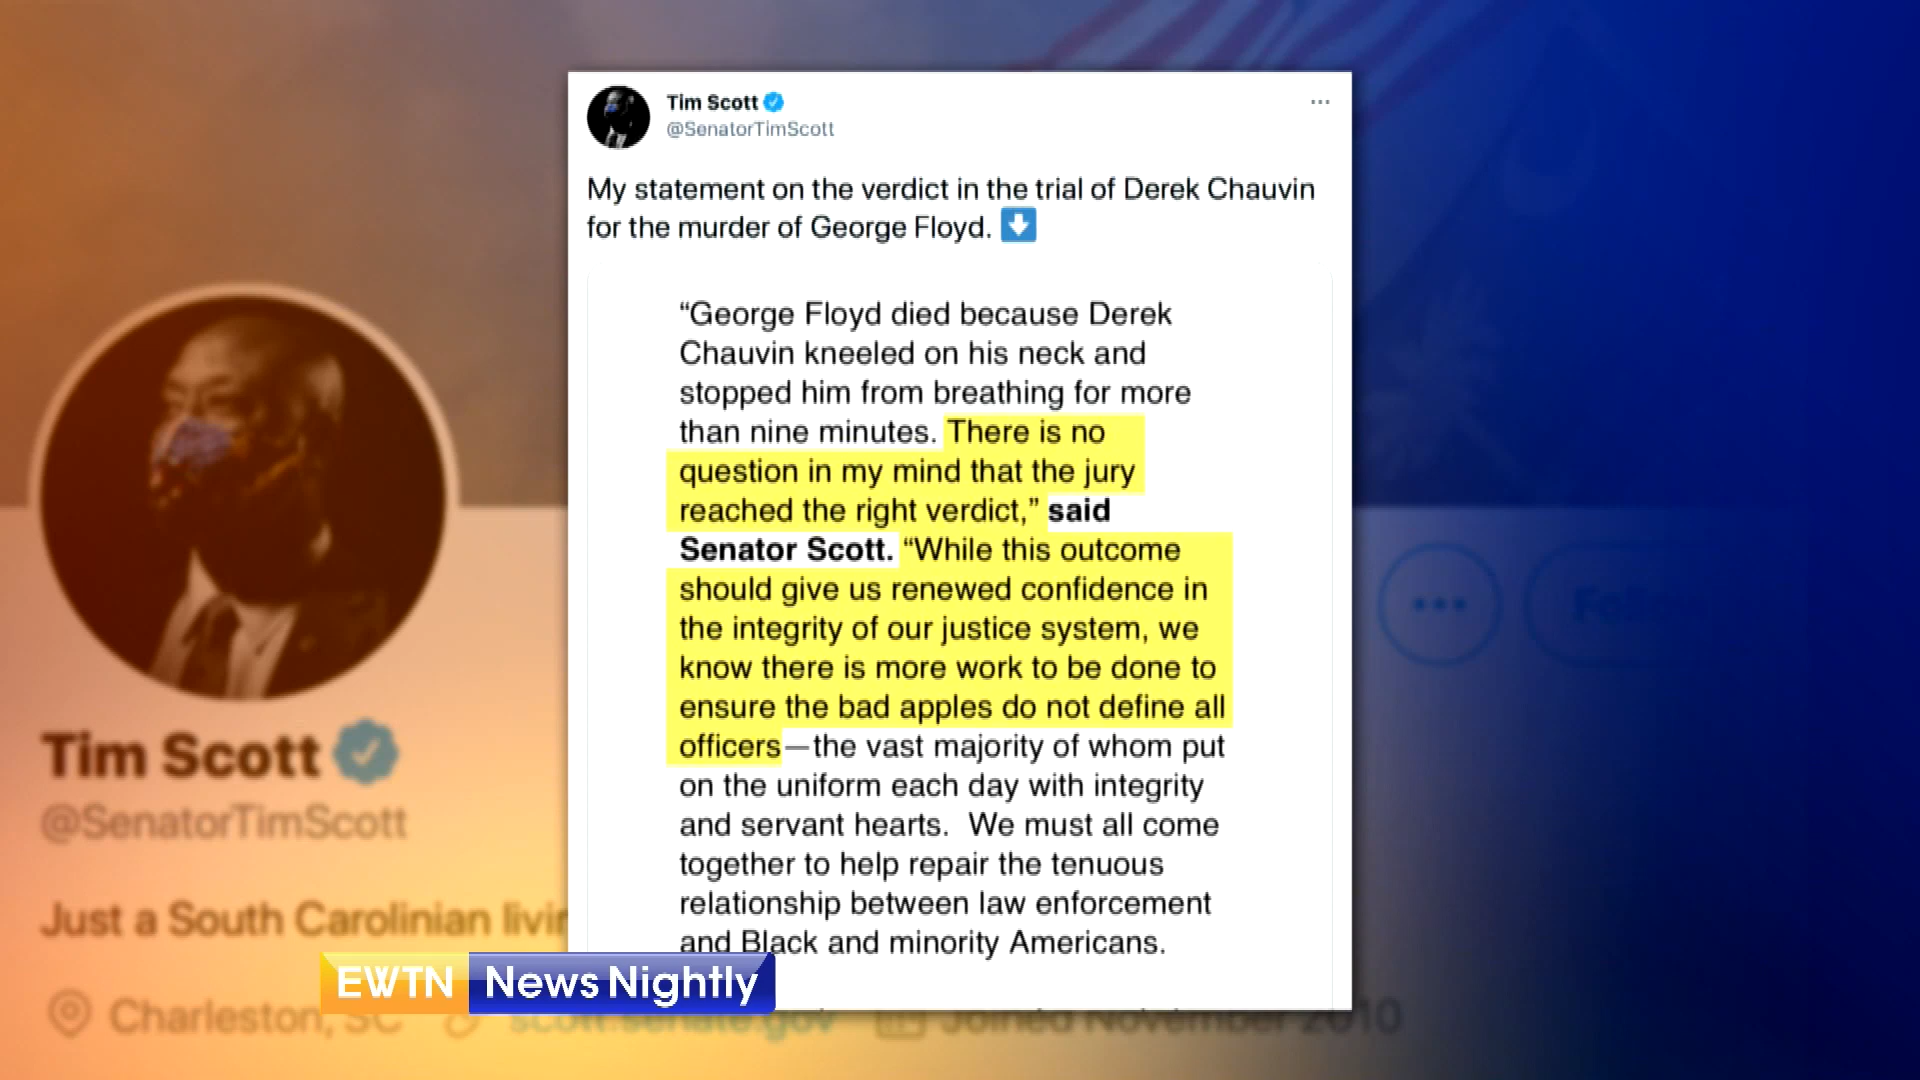 Tim Scott
@SenatorTimScott
My statement on the verdict in the trial of Derek Chauvin
for the murder of George Floyd.
“George Floyd died because Derek
Chauvin kneeled on his neck and
stopped him from breathing for more
than nine minutes. There is no
question in my mind that the jury
reached the right verdict,” said
Senator Scott. “While this outcome
should give us renewed confidence in
the integrity of our justice system, we
know there is more work to be done to
ensure the bad apples do not define all
officers—the vast majority of whom put
on the uniform each day with integrity
and servant hearts.  We must all come
together to help repair the tenuous
relationship between law enforcement
and Black and minority Americans.
Tim Scott
@SenatorTimScott
Just a South Carolinian
Charleston, SC scott.senate.gov Joined November 2010
EWTN News Nightly